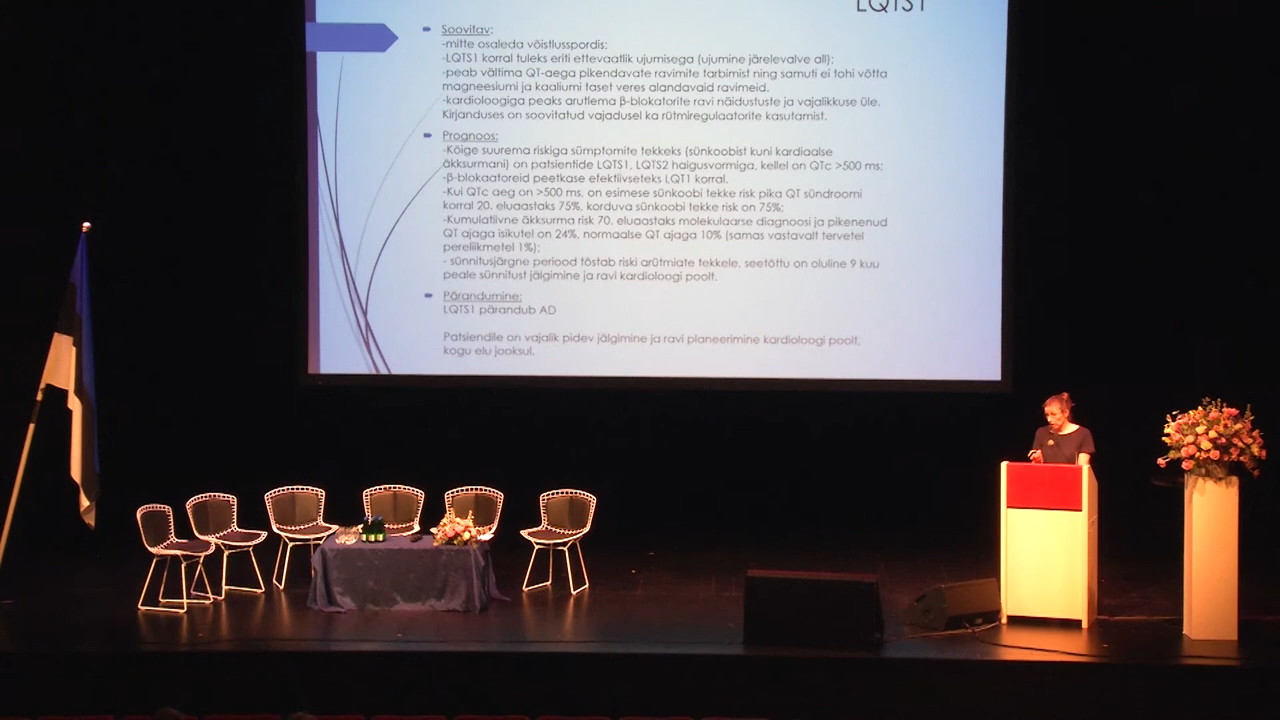 LQTS1
Soovitav:
-mitte osaleda võistlusspordis;
-LQTS1 korral tuleks eriti ettevaatlik ujumisega (ujumine järelevalve all);
-peab vältima QT-aega pikendavate ravimite tarbimist ning samuti ei tohi võtta
magneesiumi ja kaaliumi taset veres alandavaid ravimeid.
-kardioloogiga peaks arutlema β-blokatorite ravi näidustuste ja vajalikkuse üle.
Kirjanduses on soovitatud vajadusel ka rütmiregulaatorite kasutamist.
Prognoos:
-Kõige suurema riskiga sümptomite tekkeks (sünkoobist kuni kardiaalse
äkksurmani) on patsientide LQTS1, LQTS2 haigusvormiga, kellel on QTc >500 ms;
-β-blokaatoreid peetkase efektiivseteks LQT1 korral.
-Kui QTc aeg on >500 ms, on esimese sünkoobi tekke risk pika QT sündroomi
korral 20. eluaastaks 75%, korduva sünkoobi tekke risk on 75%;
-Kumulatiivne äkksurma risk 70. eluaastaks molekulaarse diagnoosi ja pikenenud
QT ajaga isikutel on 24%, normaalse QT ajaga 10% (samas vastavalt tervetel
pereliikmetel 1%);
- sünnitusjärgne periood tõstab riski arütmiate tekkele, seetõttu on oluline 9 kuu
peale sünnitust jälgimine ja ravi kardioloogi poolt.
Pärandumine:
LQTS1 pärandub AD
Patsiendile on vajalik pidev jälgimine ja ravi planeerimine kardioloogi poolt,
kogu elu jooksul.